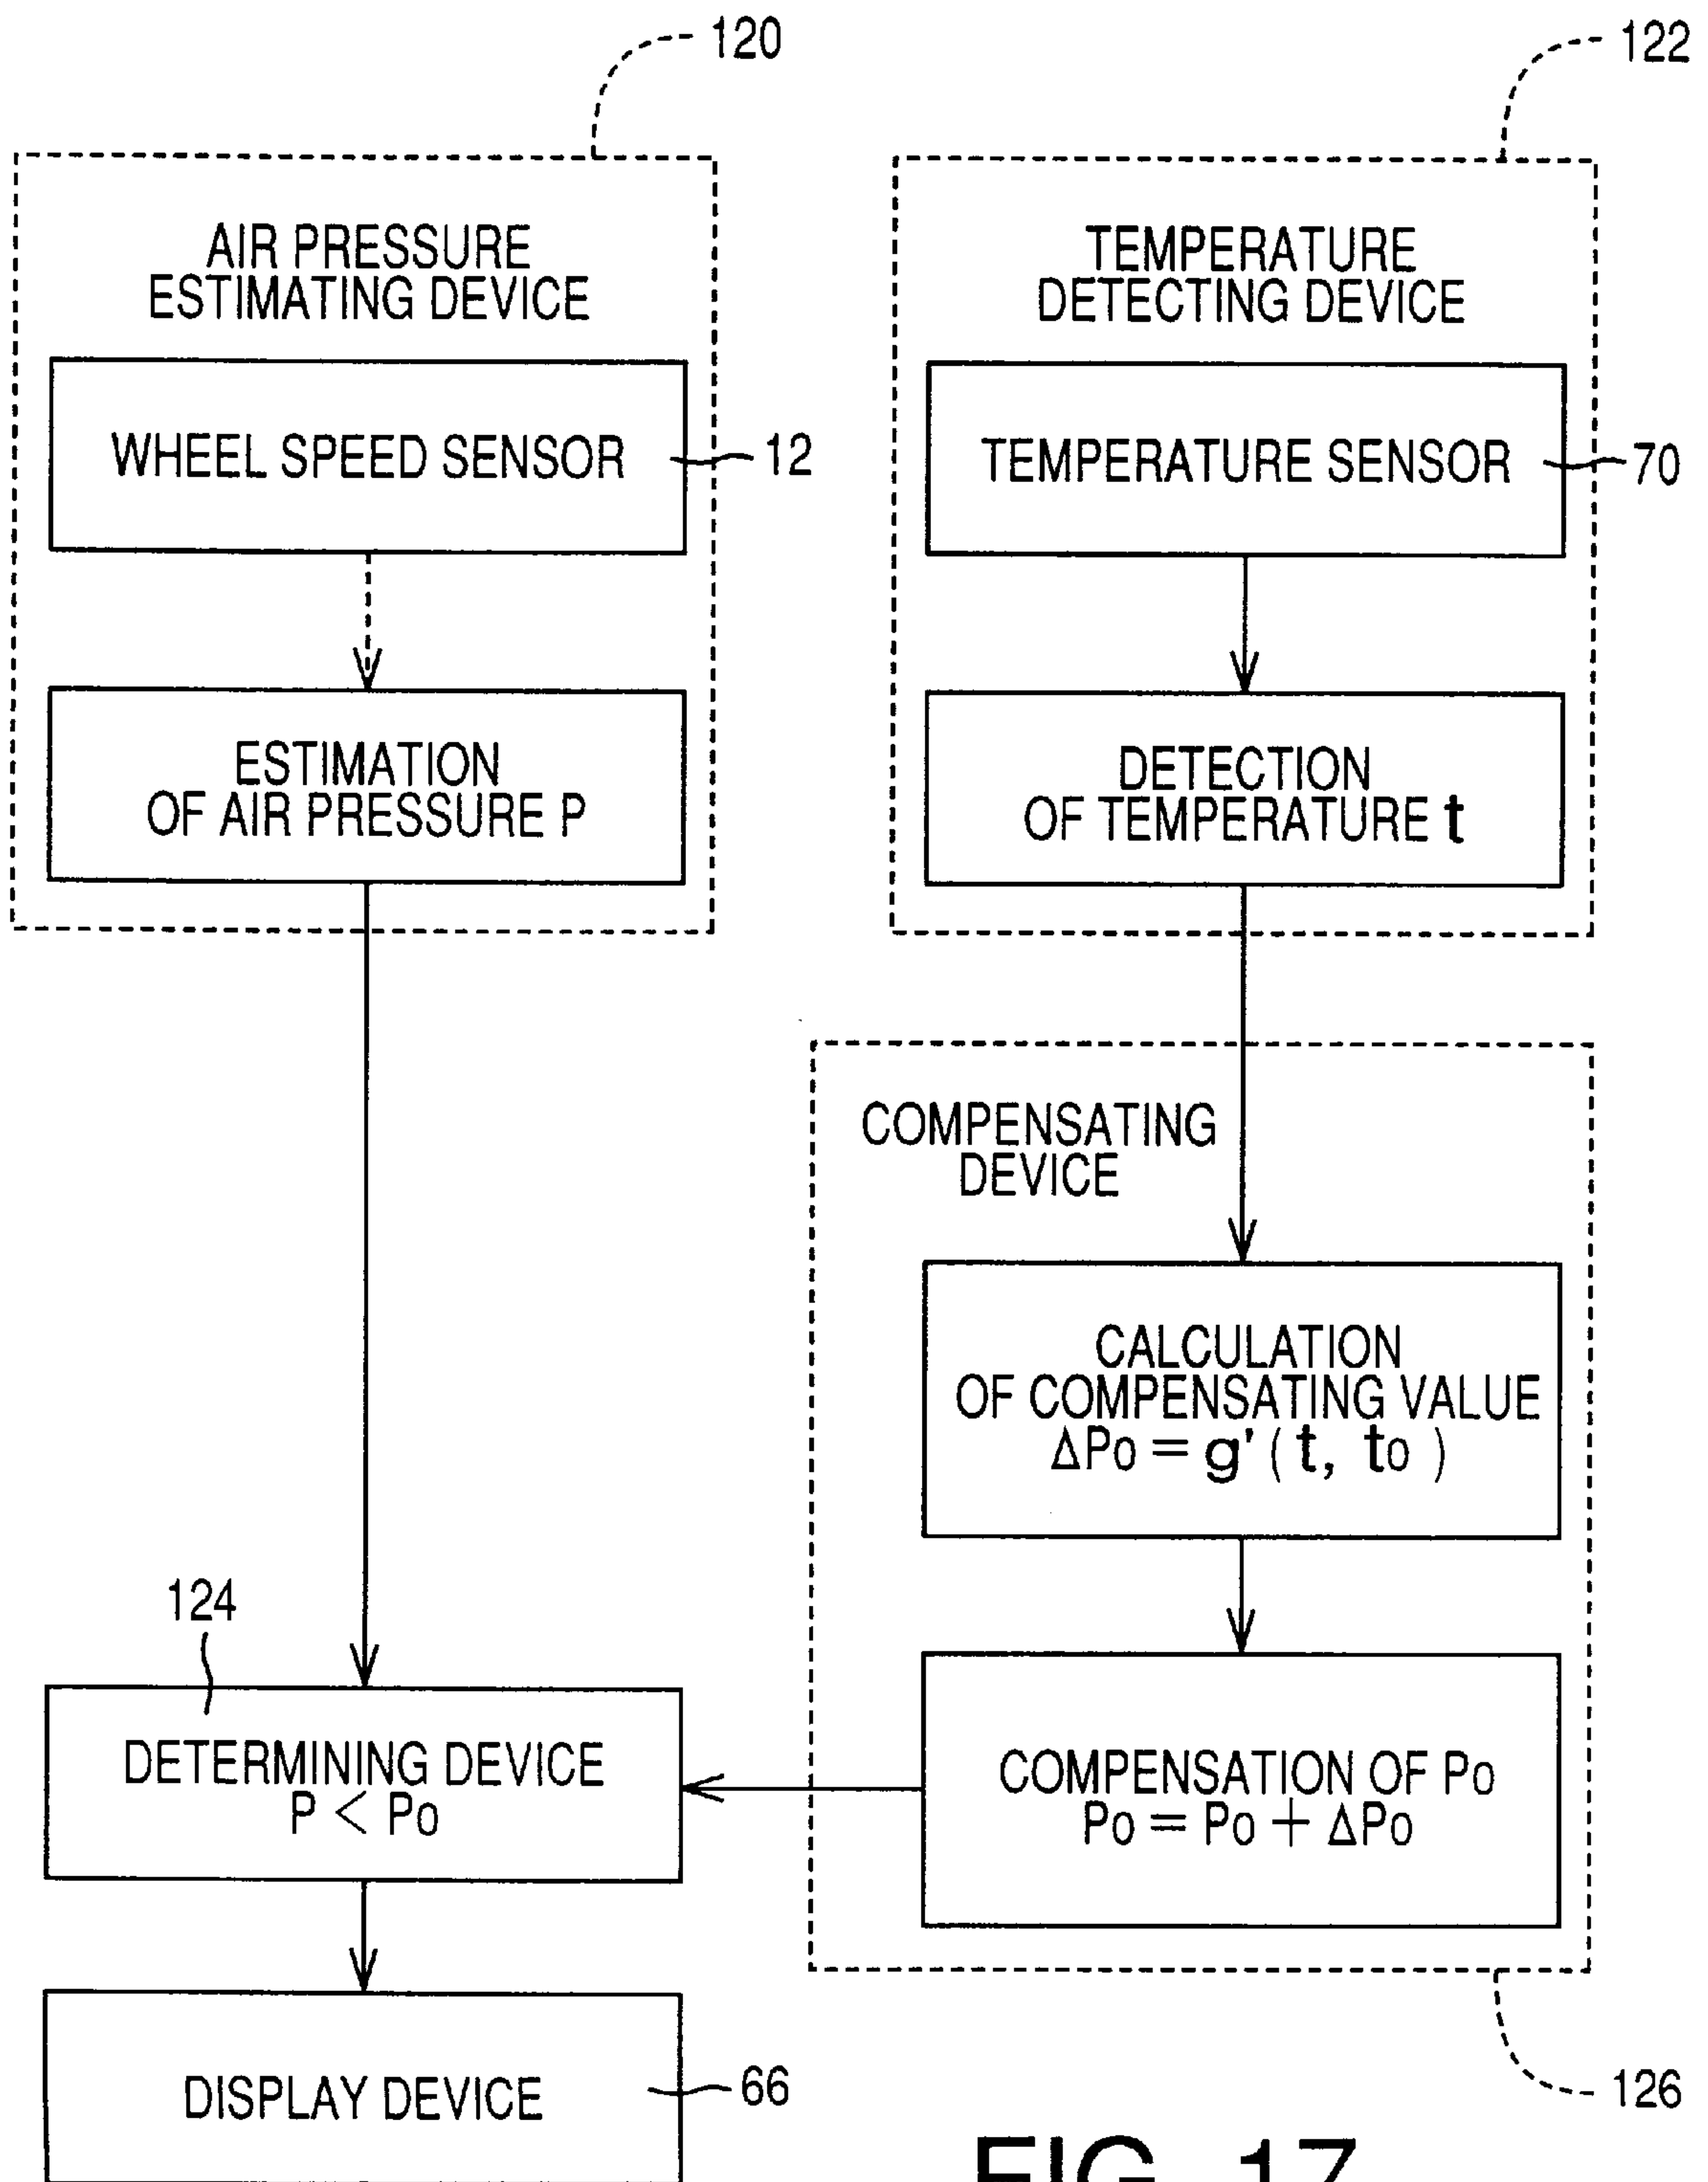 120
122
AIR PRESSURE
ESTIMATING DEVICE
WHEEL SPEED SENSOR
12
ESTIMATION
OF AIR PRESSURE P
TEMPERATURE
DETECTING DEVICE
TEMPERATURE SENSOR
70
DETECTION
OF TEMPERATURE t
COMPENSATING
DEVICE
CALCULATION
OF COMPENSATING VALUE
ΔPo = g' (t, to )
COMPENSATION OF Po
Po = Po + ΔPo
126
124
DETERMINING DEVICE
P < Po
DISPLAY DEVICE
66
FIG. 17